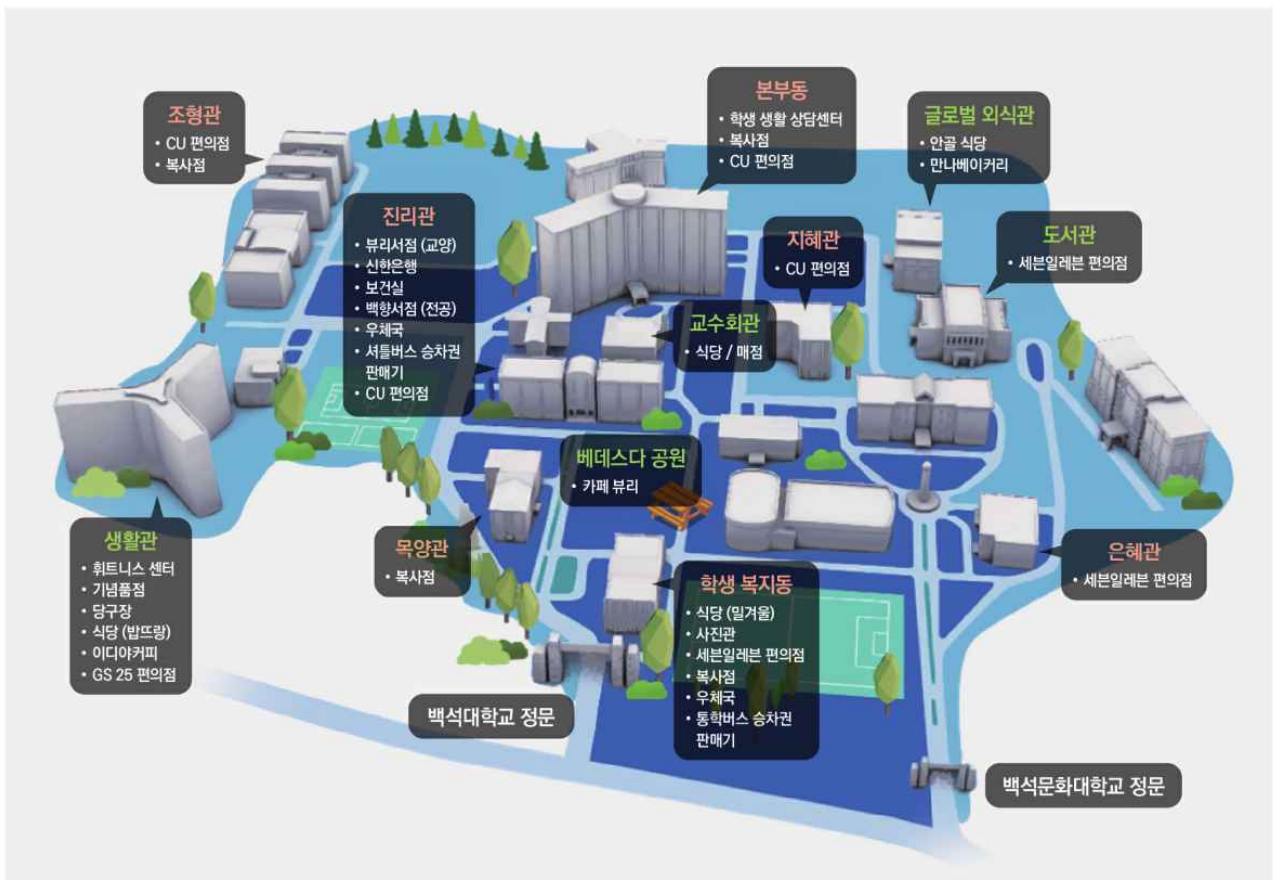 조형관
• CU 편의점
• 복사점
본부동
• 학생 생활 상담센터
• 복사점
• CU 편의점
글로벌 외식관
• 안골 식당
• 만나베이커리
진리관
• 뷰리서점 (교양)
• 신한은행
• 보건실
• 백향서점 (전공)
• 우체국
• 셔틀버스 승차권
판매기
• CU 편의점
지혜관
• CU 편의점
도서관
• 세븐일레븐 편의점
교수회관
• 식당 / 매점
베데스다 공원
• 카페 뷰리
생활관
• 휘트니스 센터
• 기념품점
• 당구장
• 식당 (밥뜨랑)
• 이디야커피
• GS 25 편의점
목양관
• 복사점
학생 복지동
• 식당 (밀겨울)
• 사진관
• 세븐일레븐 편의점
• 복사점
• 우체국
• 통학버스 승차권
판매기
은혜관
• 세븐일레븐 편의점
백석대학교 정문
백석문화대학교 정문